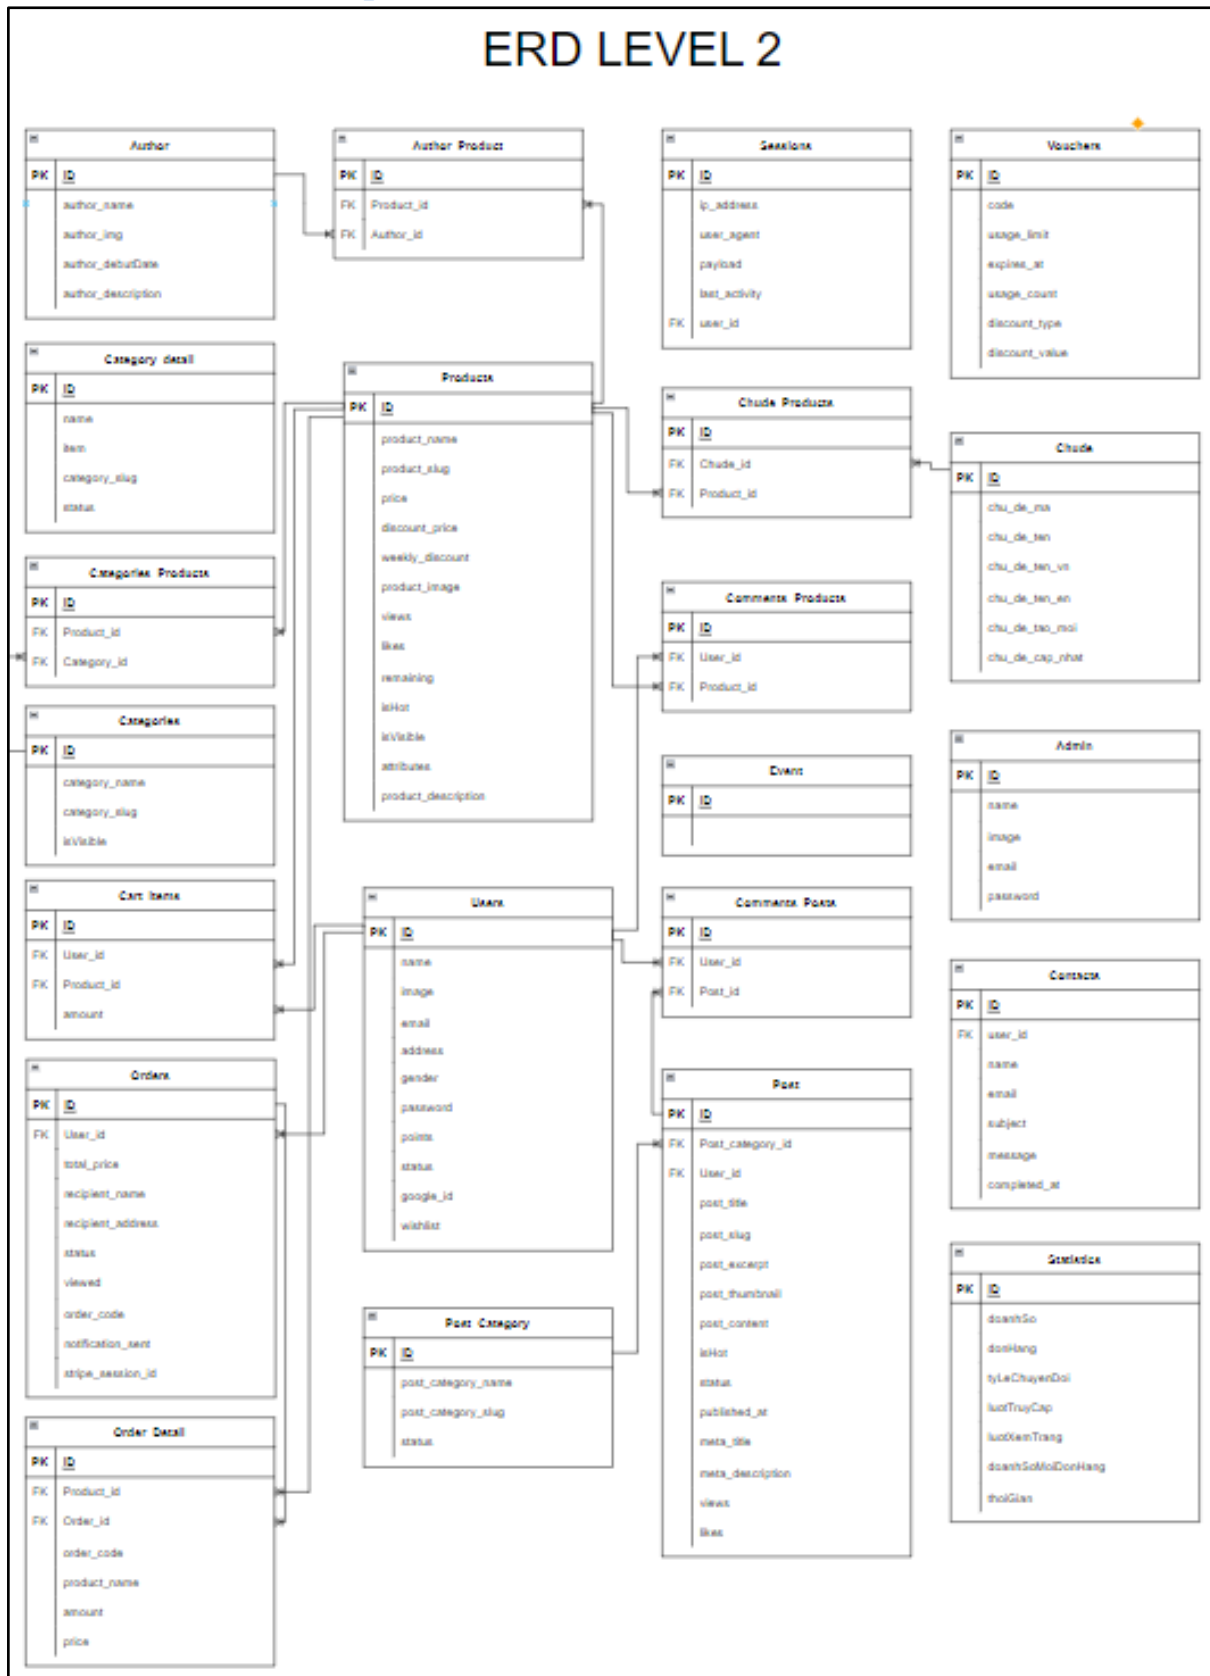 ERD LEVEL 2
Author
PK ID
author_name
author_img
author_debutDate
author_description
Author Product
PK ID
FK Product_id
FK Author_id
Sessions
PK ID
ip_address
user_agent
payload
last_activity
FK user_id
Vouchers
PK ID
code
usage_limit
expires_at
usage_count
discount_type
discount_value
Category detail
PK ID
name
item
category_slug
status
Products
PK ID
product_name
product_slug
price
discount_price
weekly_discount
product_image
views
likes
remaining
isHot
isVisible
attributes
product_description
Chude Products
PK ID
FK Chude_id
FK Product_id
Chude
PK ID
chu_de_ma
chu_de_ten
chu_de_ten_vn
chu_de_ten_en
chu_de_tao_moi
chu_de_cap_nhat
Categories Products
PK ID
FK Product_id
FK Category_id
Comments Products
PK ID
FK User_id
FK Product_id
Categories
PK ID
category_name
category_slug
isVisible
Event
PK ID
Admin
PK ID
name
image
email
password
Cart Items
PK ID
FK User_id
FK Product_id
amount
Users
PK ID
name
image
email
address
gender
password
points
status
google_id
wishlist
Comments Posts
PK ID
FK User_id
FK Post_id
Contacts
PK ID
FK user_id
name
email
subject
message
completed_at
Orders
PK ID
FK User_id
total_price
recipient_name
recipient_address
status
viewed
order_code
notification_sent
stripe_session_id
Post
PK ID
FK Post_category_id
FK User_id
post_title
post_slug
post_excerpt
post_thumbnail
post_content
isHot
status
published_at
meta_title
meta_description
views
likes
Statistics
PK ID
doanhSo
donHang
tyLeChuyenDoi
luotTruyCap
luotXemTrang
doanhSoMoiDonHang
thoiGian
Post Category
PK ID
post_category_name
post_category_slug
status
Order Detail
PK ID
FK Product_id
FK Order_id
order_code
product_name
amount
price